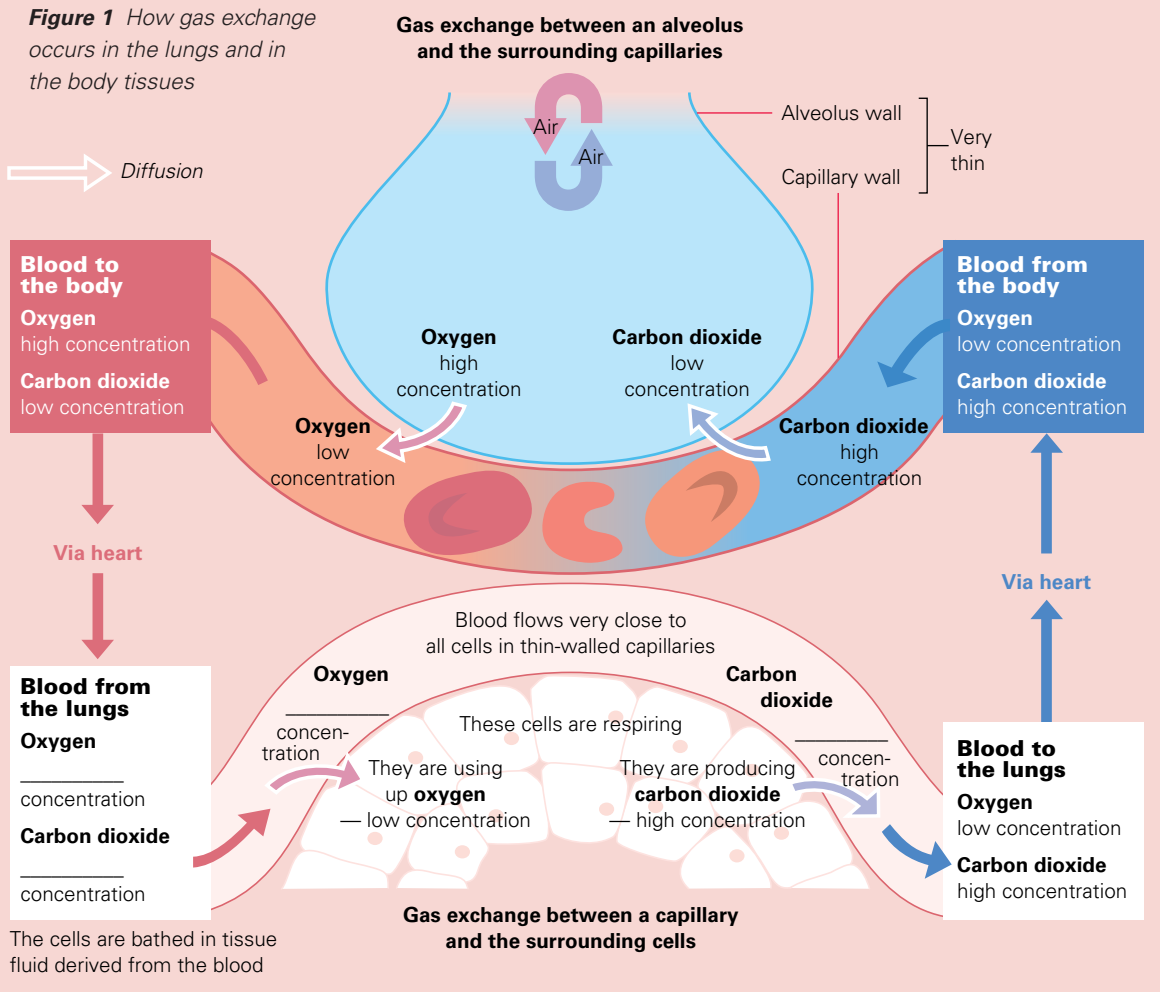 Figure 1 How gas exchange
occurs in the lungs and in
the body tissues
Diffusion
Gas exchange between an alveolus
and the surrounding capillaries
Air
Air
Alveolus wall
Capillary wall
Very
thin
Blood to
the body
Oxygen
high concentration
Carbon dioxide
low concentration
Oxygen
high
concentration
Carbon dioxide
low
concentration
Oxygen
low
concentration
Carbon dioxide
high
concentration
Blood from
the body
Oxygen
low concentration
Carbon dioxide
high concentration
Via heart
Via heart
Blood flows very close to
all cells in thin-walled capillaries
Oxygen
__________
concen-
tration
Carbon
dioxide
_________
concen-
tration
These cells are respiring
They are using
up oxygen
— low concentration
They are producing
carbon dioxide
— high concentration
Blood from
the lungs
Oxygen
__________
concentration
Carbon dioxide
__________
concentration
Blood to
the lungs
Oxygen
low concentration
Carbon dioxide
high concentration
Gas exchange between a capillary
and the surrounding cells
The cells are bathed in tissue
fluid derived from the blood